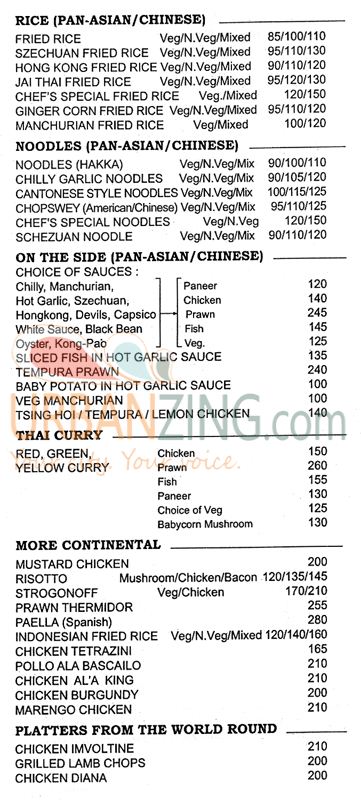 RICE (PAN-ASIAN/CHINESE)
FRIED RICE Veg/N.Veg/Mixed 85/100/110
SZECHUAN FRIED RICE Veg/N.Veg/Mixed 95/110/130
HONG KONG FRIED RICE Veg/N.Veg/Mixed 90/110/120
JAI THAI FRIED RICE Veg/N.Veg/Mixed 95/120/130
CHEF'S SPECIAL FRIED RICE Veg./Mixed 120/150
GINGER CORN FRIED RICE Veg/N.Veg/Mixed 95/110/120
MANCHURIAN FRIED RICE Veg/Mixed 100/120
NOODLES (PAN-ASIAN/CHINESE)
NOODLES (HAKKA) Veg/N.Veg/Mix 90/100/110
CHILLY GARLIC NOODLES Veg/N.Veg/Mix 90/105/120
CANTONESE STYLE NOODLES Veg/N.Veg/Mix 100/115/125
CHOPSWEY (American/Chinese) Veg/N.Veg/Mix 95/110/125
CHEF'S SPECIAL NOODLES Veg/N.Veg 120/150
SCHEZUAN NOODLE Veg/N.Veg/Mix 90/110/120
ON THE SIDE (PAN-ASIAN/CHINESE)
CHOICE OF SAUCES :
Chilly, Manchurian, Paneer 120
Hot Garlic, Szechuan, Chicken 140
Hongkong, Devils, Capsico Prawn 245
White Sauce, Black Bean Fish 145
Oyster, Kong-Pao Veg. 125
SLICED FISH IN HOT GARLIC SAUCE 135
TEMPURA PRAWN 240
BABY POTATO IN HOT GARLIC SAUCE 100
VEG MANCHURIAN 100
TSING HOI / TEMPURA / LEMON CHICKEN 140
URBANZING.com
Your City. Your voice.
THAI CURRY
RED, GREEN, Chicken 150
YELLOW CURRY Prawn 260
Fish 155
Paneer 130
Choice of Veg 125
Babycorn Mushroom 130
MORE CONTINENTAL
MUSTARD CHICKEN 200
RISOTTO Mushroom/Chicken/Bacon 120/135/145
STROGONOFF Veg/Chicken 170/210
PRAWN THERMIDOR 255
PAELLA (Spanish) 280
INDONESIAN FRIED RICE Veg/N.Veg/Mixed 120/140/160
CHICKEN TETRAZINI 165
POLLO ALA BASCAILO 210
CHICKEN AL'A KING 210
CHICKEN BURGUNDY 200
MARENGO CHICKEN 210
PLATTERS FROM THE WORLD ROUND
CHICKEN IMVOLTINE 210
GRILLED LAMB CHOPS 200
CHICKEN DIANA 200